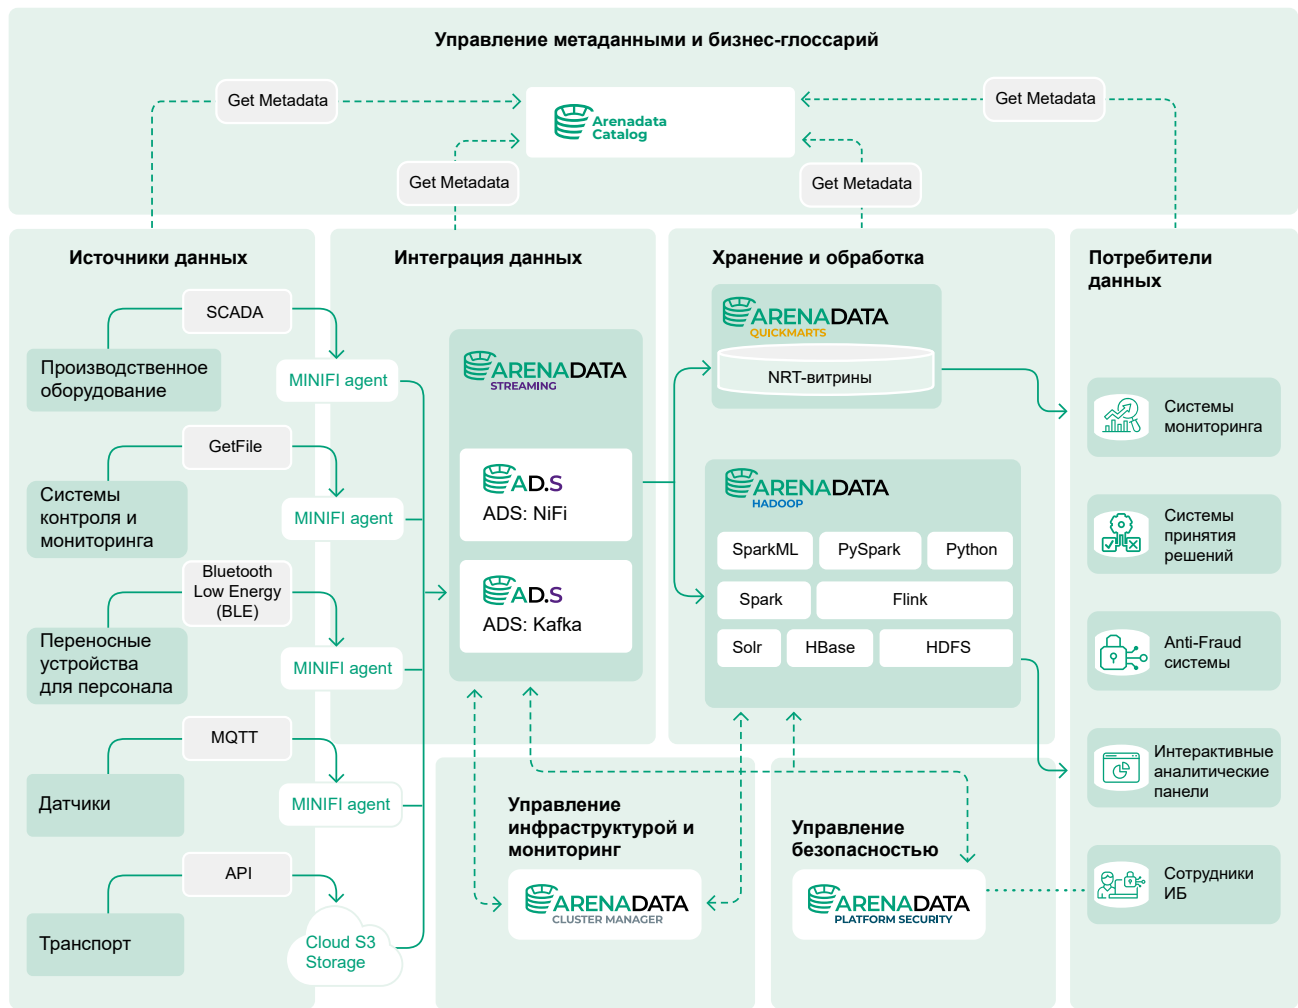 Управление метаданными и бизнес-глоссарий
Get Metadata
Get Metadata
Arenadata
Catalog
Get Metadata
Get Metadata
Источники данных
SCADA
Производственное
оборудование
MINIFI agent
GetFile
Системы
контроля и
мониторинга
MINIFI agent
Bluetooth
Low Energy
(BLE)
Переносные
устройства
для персонала
MINIFI agent
MQTT
Датчики
MINIFI agent
API
Транспорт
Cloud S3
Storage
Интеграция данных
ARENADATA
STREAMING
AD.S
ADS: NiFi
AD.S
ADS: Kafka
Хранение и обработка
ARENADATA
QUICKMARTS
NRT-витрины
ARENADATA
HADOOP
SparkML
PySpark
Python
Spark
Flink
Solr
HBase
HDFS
Потребители
данных
Системы
мониторинга
Системы
принятия
решений
Anti-Fraud
системы
Интерактивные
аналитические
панели
Сотрудники
ИБ
Управление
инфраструктурой и
мониторинг
ARENADATA
CLUSTER MANAGER
Управление
безопасностью
ARENADATA
PLATFORM SECURITY